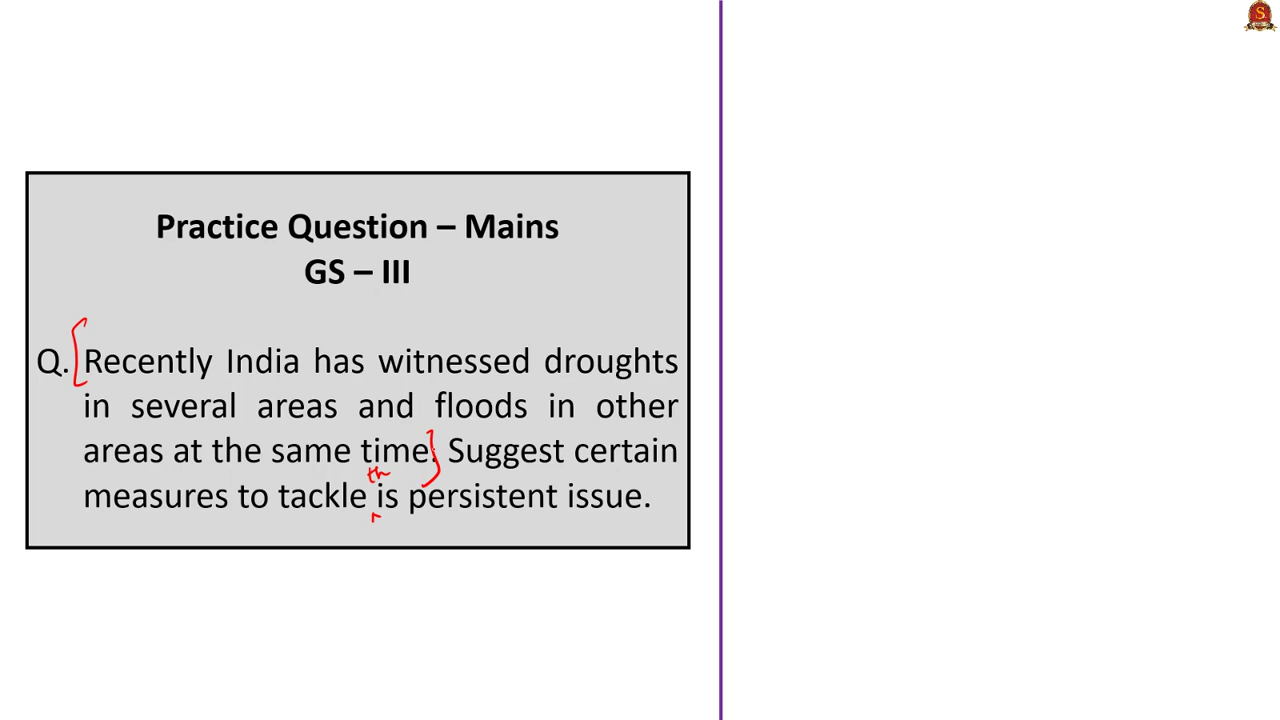 Practice Question – Mains
GS – III
Q. Recently India has witnessed droughts
in several areas and floods in other
areas at the same time. Suggest certain
th
measures to tackle is persistent issue.